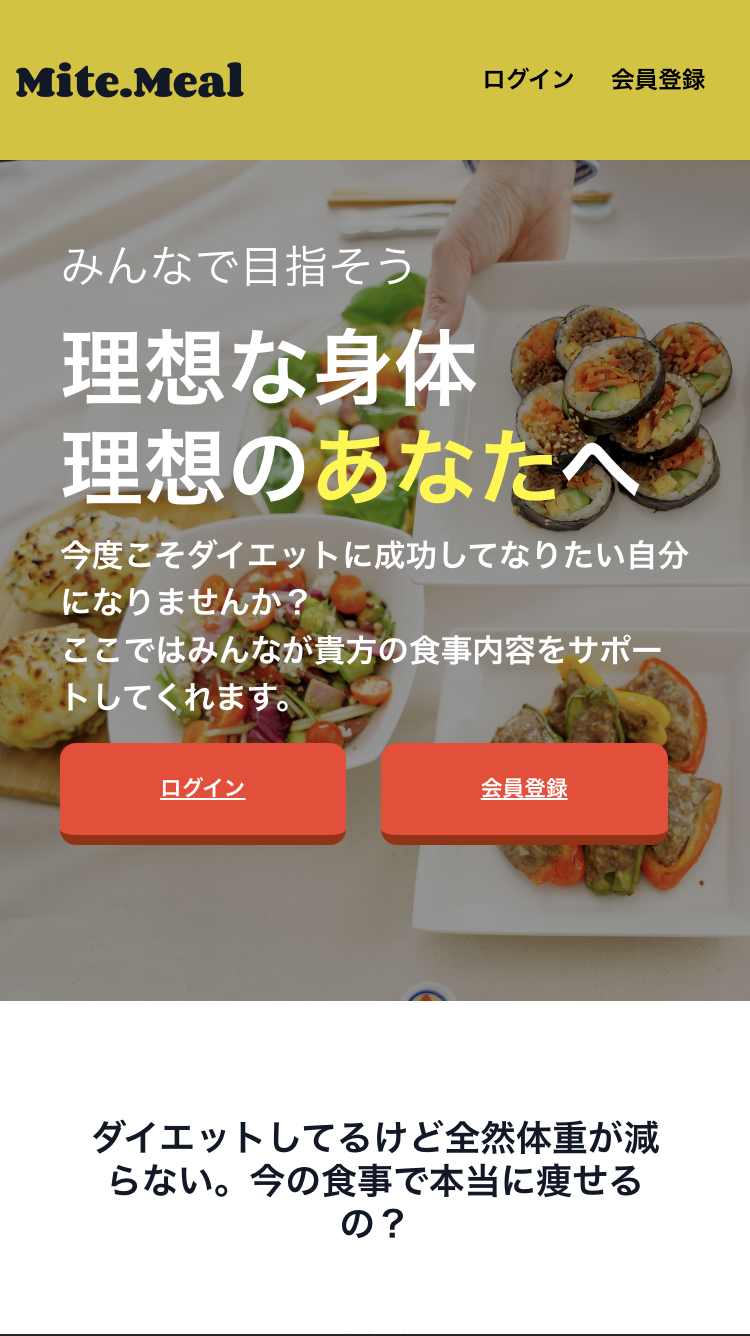 Mite.Meal
ログイン 会員登録
みんなで目指そう
理想な身体
理想のあなたへ
今度こそダイエットに成功してなりたい自分
になりませんか？
ここではみんなが貴方の食事内容をサポー
トしてくれます。
ログイン 会員登録
ダイエットしてるけど全然体重が減
らない。今の食事で本当に痩せる
の？